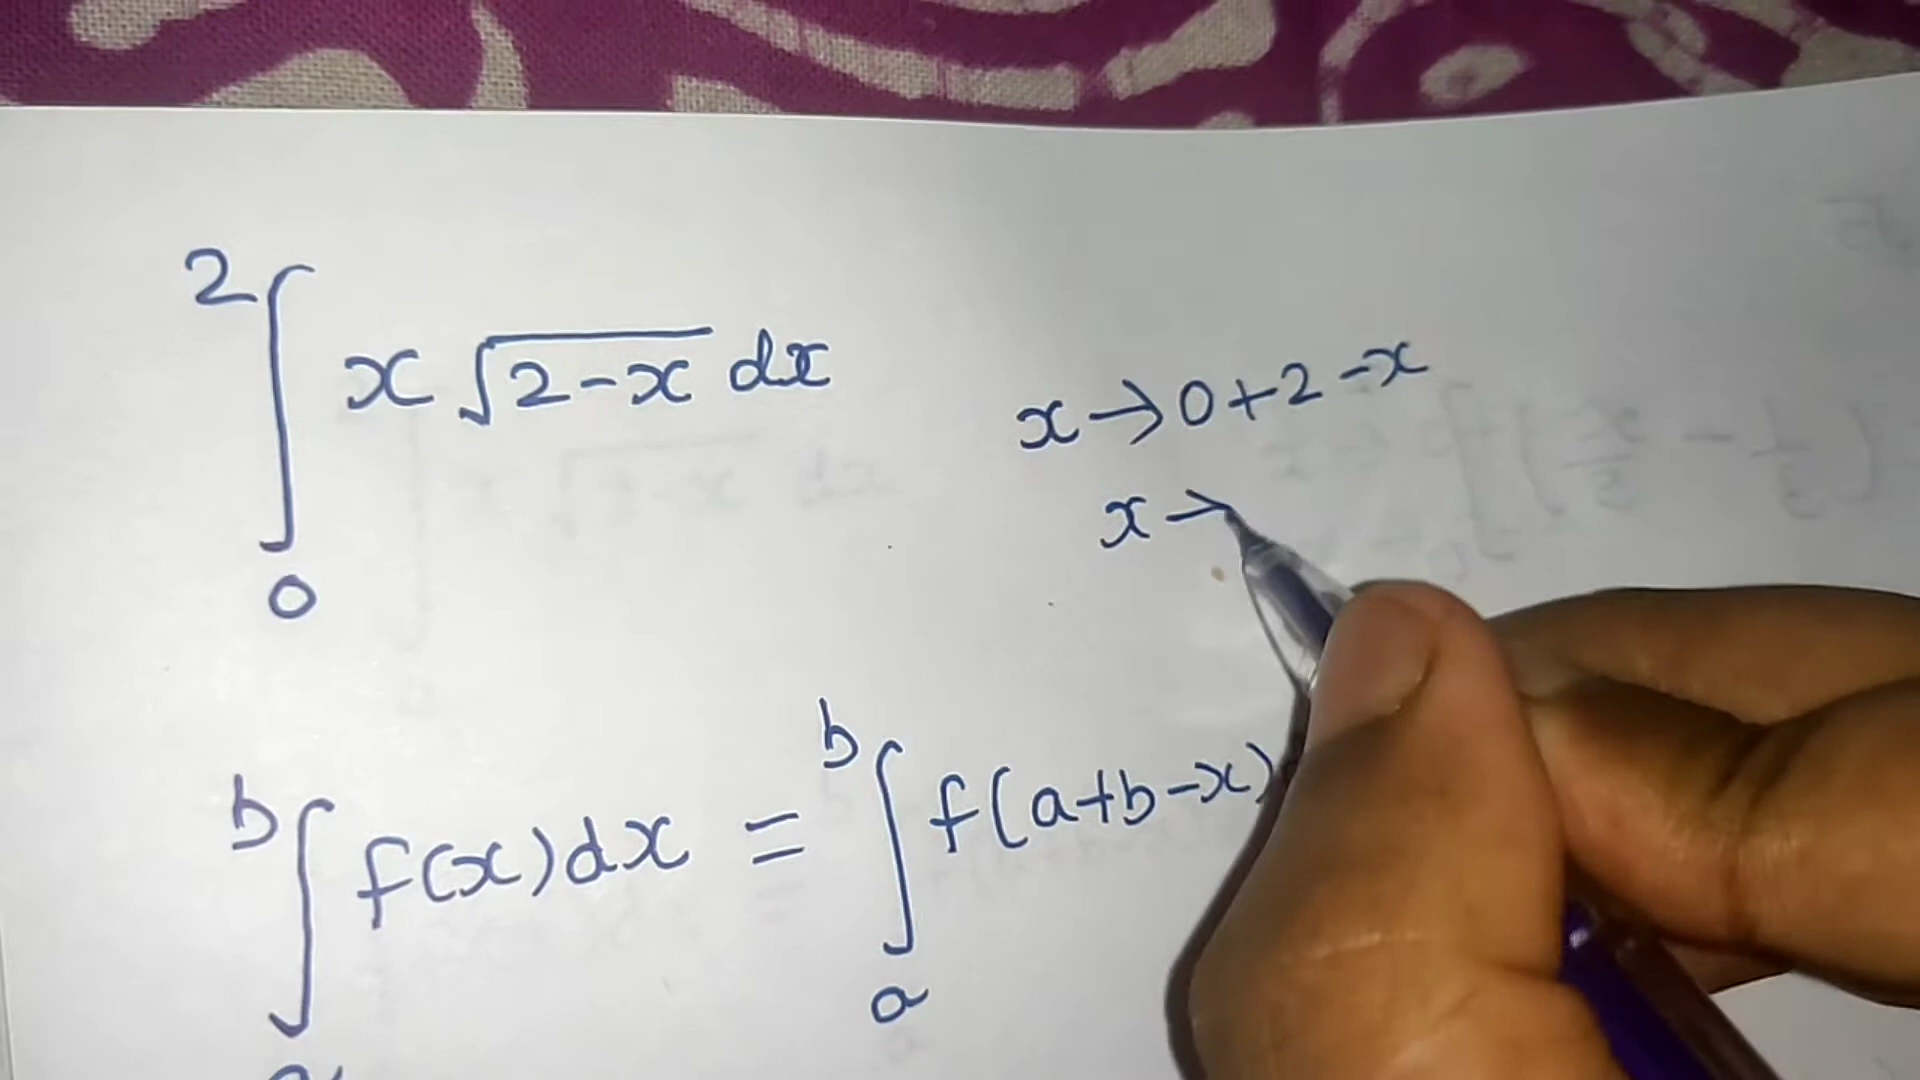 2
∫ x √2-x dx
0
x → 0+2-x
x →
b b
∫ f(x)dx = ∫ f(a+b-x)
a